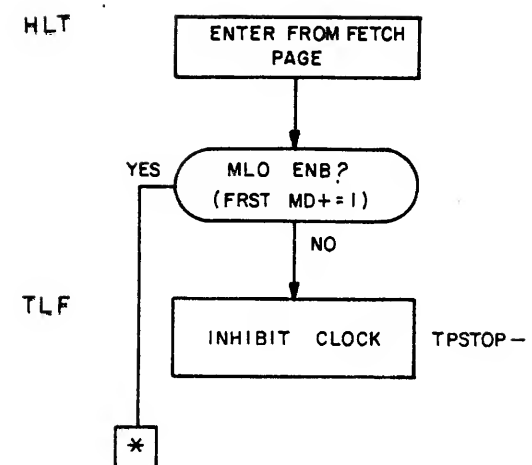 HLT
ENTER FROM FETCH
PAGE
YES
MLO ENB?
(FRST MD+=1)
NO
TLF
INHIBIT CLOCK
TPSTOP-
*